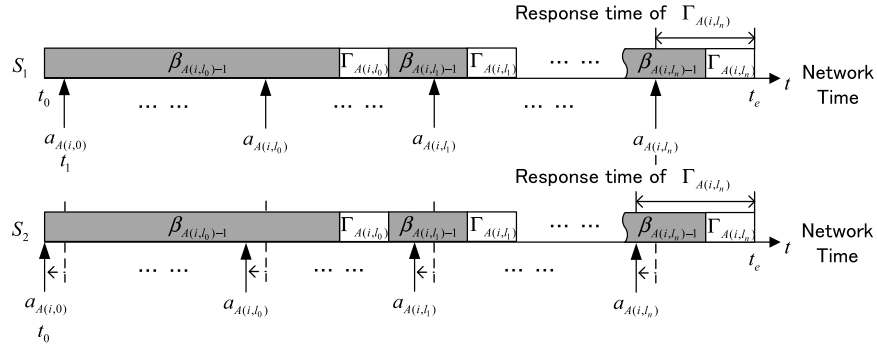 Response time of Γ_{A(i,l_n)}
S_1 β_{A(i,l_0)-1} Γ_{A(i,l_0)} β_{A(i,l_1)-1} Γ_{A(i,l_1)} ... ... β_{A(i,l_n)-1} Γ_{A(i,l_n)}
t_0 ... ... ... ... ... ... t_e t Network Time
a_{A(i,0)} a_{A(i,l_0)} a_{A(i,l_1)} a_{A(i,l_n)}
t_1
Response time of Γ_{A(i,l_n)}
S_2 β_{A(i,l_0)-1} Γ_{A(i,l_0)} β_{A(i,l_1)-1} Γ_{A(i,l_1)} ... ... β_{A(i,l_n)-1} Γ_{A(i,l_n)}
... ... ... ... ... ... t_e t Network Time
a_{A(i,0)} a_{A(i,l_0)} a_{A(i,l_1)} a_{A(i,l_n)}
t_0